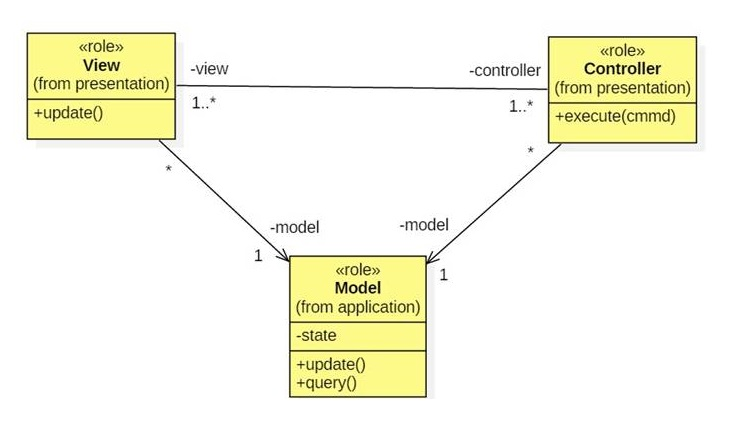 «role»
View
(from presentation)
+update()
-view
1..*
-controller
1..*
«role»
Controller
(from presentation)
+execute(cmmd)
*
-model
1
*
-model
1
«role»
Model
(from application)
-state
+update()
+query()